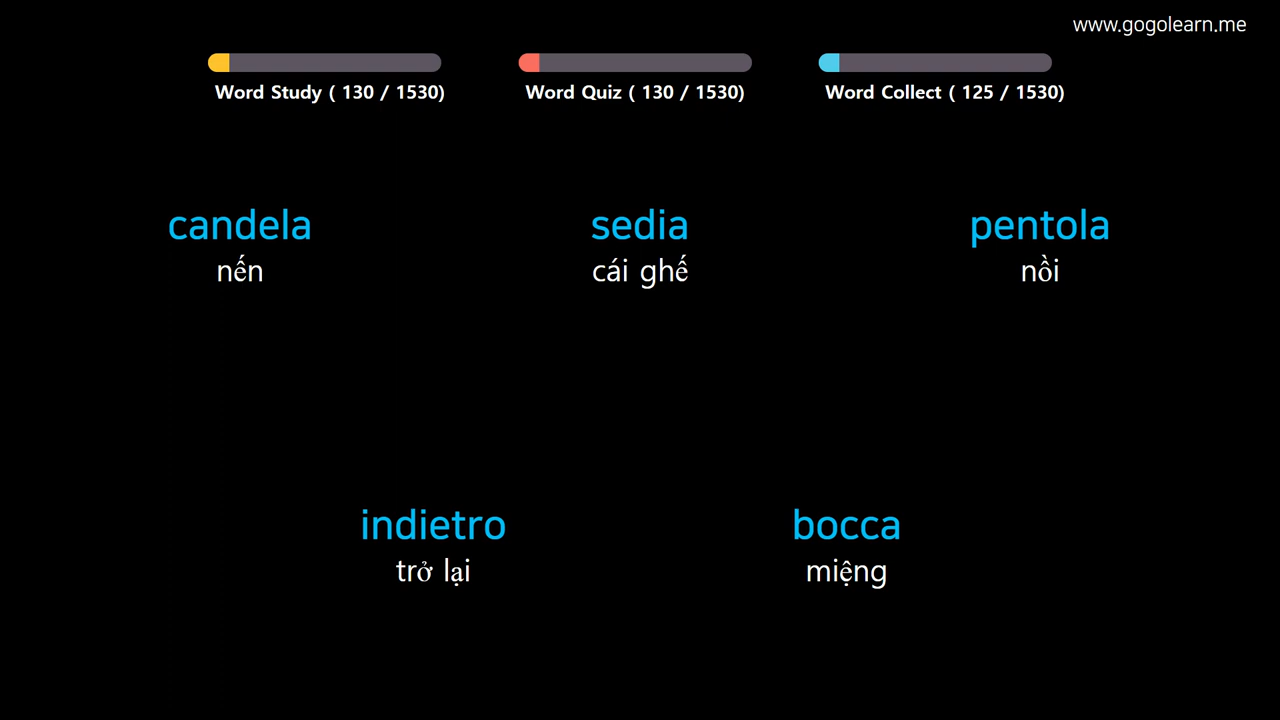 www.gogolearn.me
Word Study ( 130 / 1530)
Word Quiz ( 130 / 1530)
Word Collect ( 125 / 1530)
candela
nến
sedia
cái ghế
pentola
nồi
indietro
trở lại
bocca
miệng